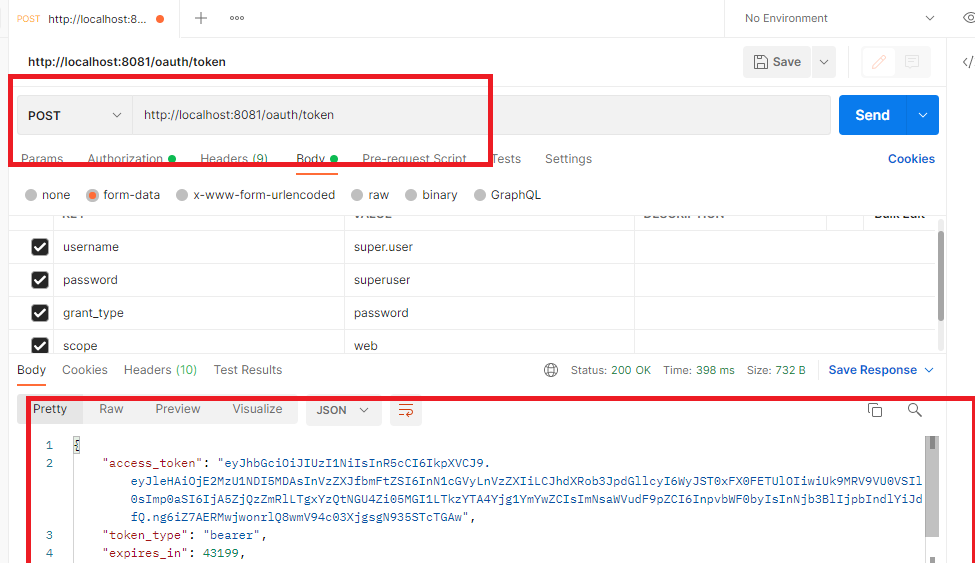 POST http://localhost:8... + ooo No Environment
http://localhost:8081/oauth/token Save </>
POST http://localhost:8081/oauth/token Send
Params Authorization Headers (9) Body Pre-request Script Tests Settings Cookies
none form-data x-www-form-urlencoded raw binary GraphQL
KEY VALUE DESCRIPTION Bulk Edit
username super.user
password superuser
grant_type password
scope web
Body Cookies Headers (10) Test Results Status: 200 OK Time: 398 ms Size: 732 B Save Response
Pretty Raw Preview Visualize JSON
1 {
2 "access_token": "eyJhbGciOiJIUzI1NiIsInR5cCI6IkpXVCJ9.
eyJleHAiOjE2MzU1NDI5MDAsInVzZXJfbmFtZSI6InN1cGVyLnVzZXIiLCJhdXRob3JpdGllcyI6WyJST0xFX0FETUlOIiwiUk9MRV9VU0VSIl
0sImp0aSI6IjA5ZjQzZmRlLTgxYzQtNGU4Zi05MGI1LTkzYTA4Yjg1YmYwZCIsImNsaWVudF9pZCI6InpvbWF0byIsInNjb3BlIjpbIndlYiJd
fQ.ng6iZ7AERMwjwonrlQ8wmV94c03XjgsgN935STcTGAw",
3 "token_type": "bearer",
4 "expires_in": 43199,